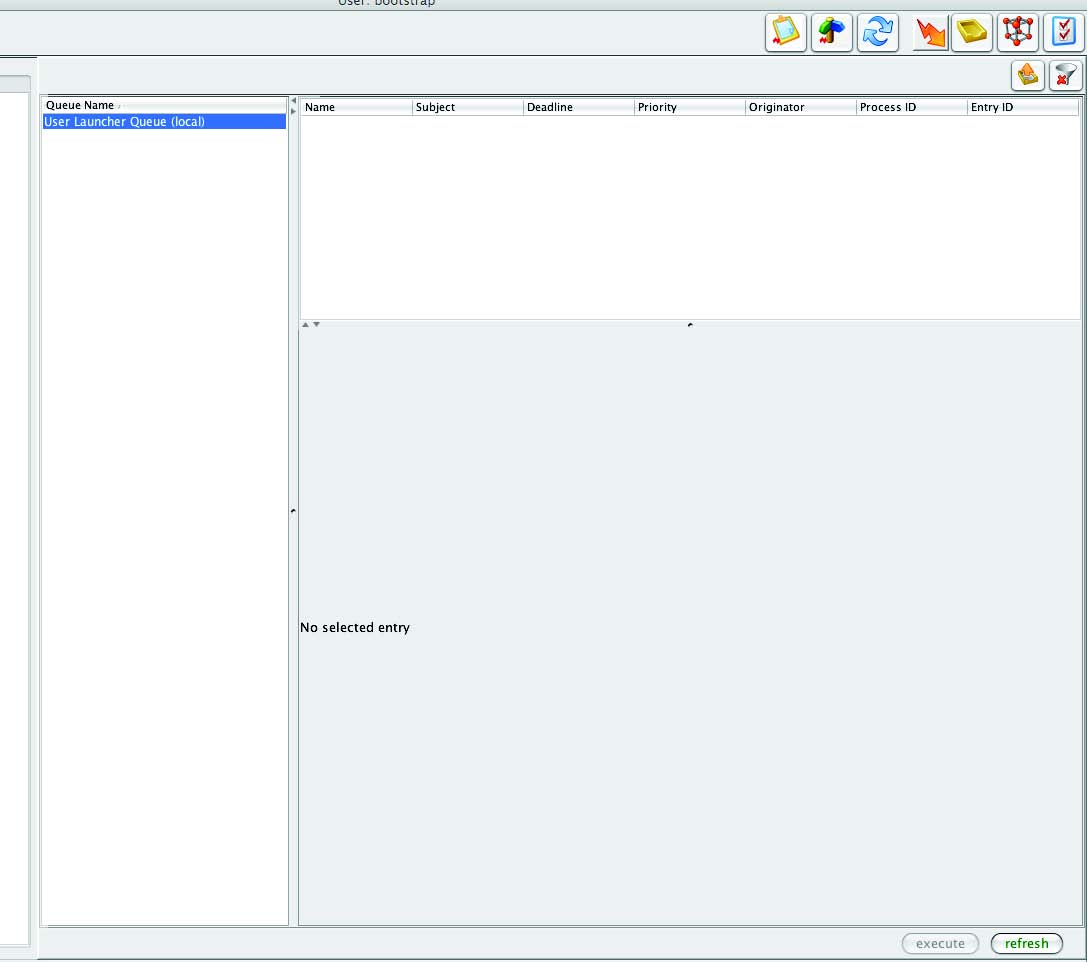 User: bootstrap
Queue Name
User Launcher Queue (local)
Name Subject Deadline Priority Originator Process ID Entry ID
No selected entry
execute refresh